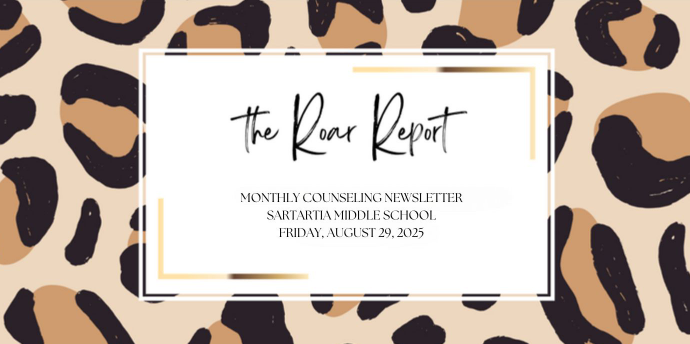 the Roar Report
MONTHLY COUNSELING NEWSLETTER
SARTARTIA MIDDLE SCHOOL
FRIDAY, AUGUST 29, 2025